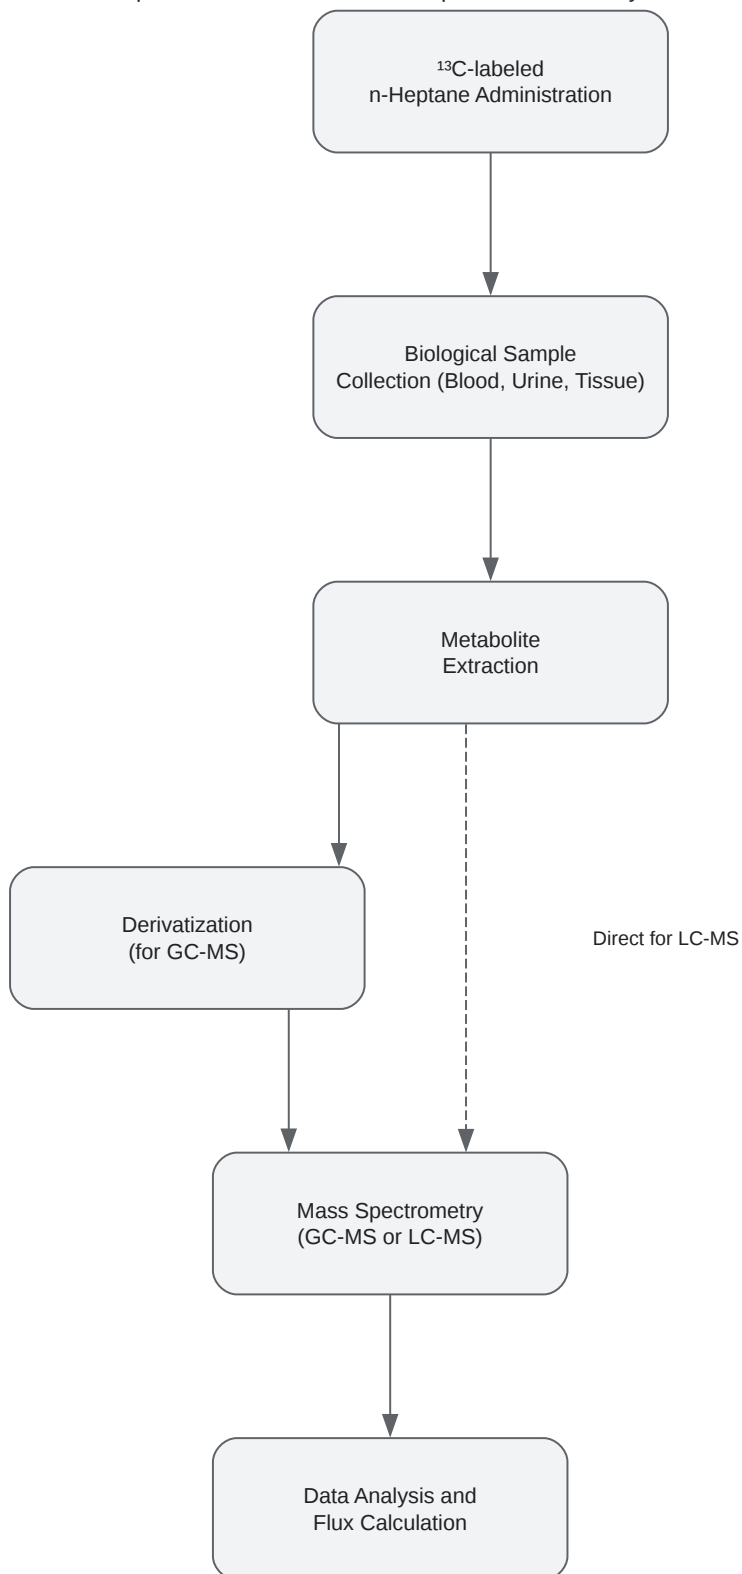 ¹³C-labeled
n-Heptane Administration
Biological Sample
Collection (Blood, Urine, Tissue)
Metabolite
Extraction
Derivatization
(for GC-MS)
Direct for LC-MS
Mass Spectrometry
(GC-MS or LC-MS)
Data Analysis and
Flux Calculation